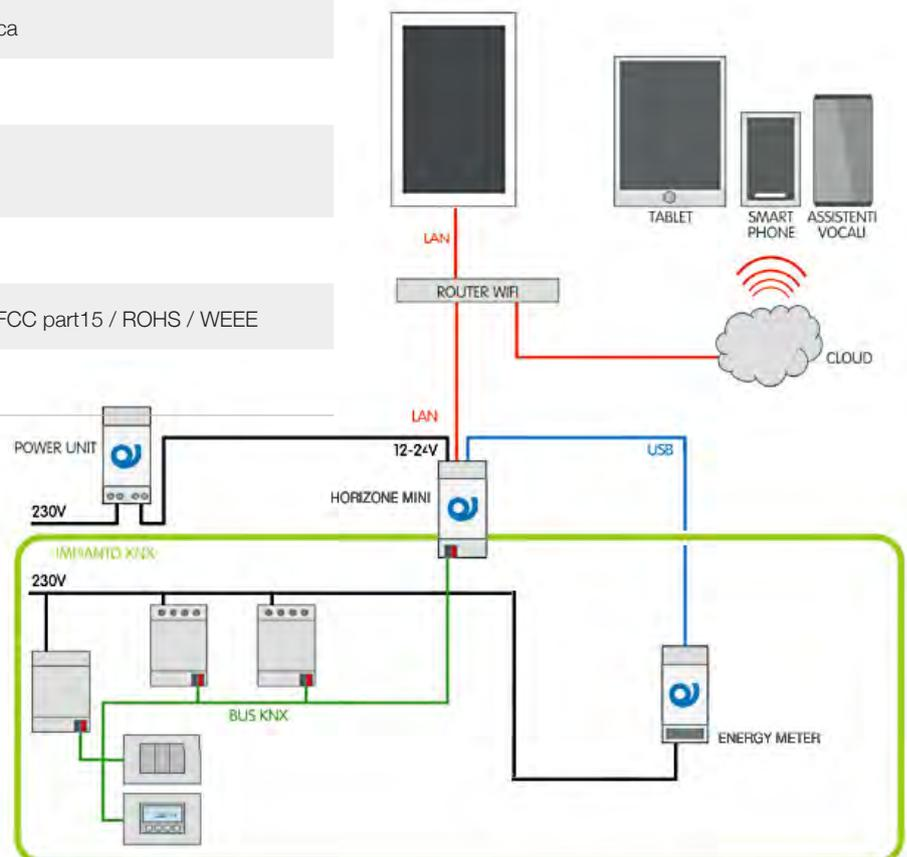 ca
FCC part15 / ROHS / WEEE
TABLET
SMART
PHONE
ASSISTENTI
VOCALI
LAN
ROUTER WIFI
CLOUD
LAN
12-24V
USB
POWER UNIT
HORIZONE MINI
230V
IMPIANTO KNX
230V
BUS KNX
ENERGY METER